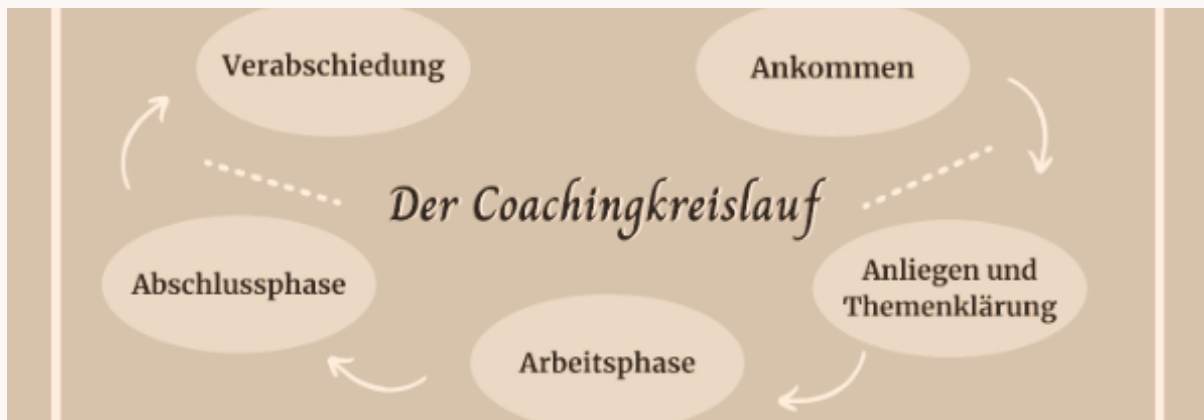 Verabschiedung
Ankommen
Der Coachingkreislauf
Abschlussphase
Anliegen und
Themenklärung
Arbeitsphase